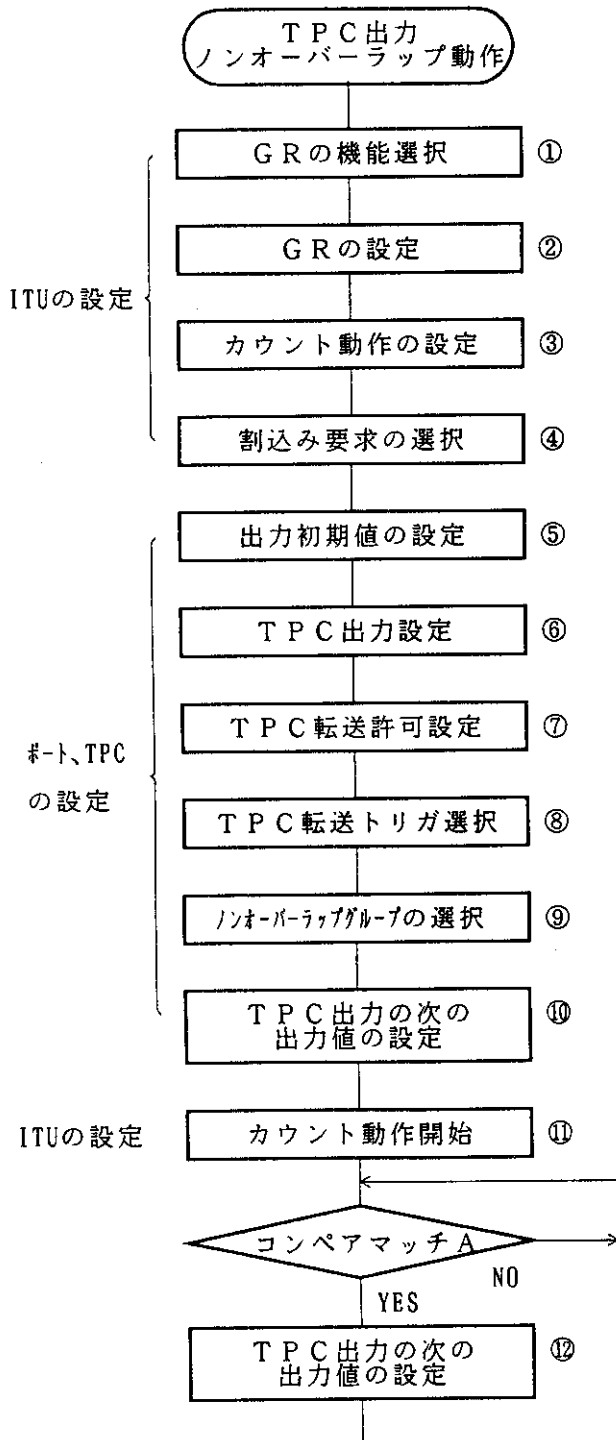 ＴＰＣ出力
ノンオーバーラップ動作
ＧＲの機能選択 ①
ＧＲの設定 ②
ITUの設定
カウント動作の設定 ③
割込み要求の選択 ④
出力初期値の設定 ⑤
ＴＰＣ出力設定 ⑥
ＴＰＣ転送許可設定 ⑦
ﾎﾟｰﾄ､TPC
の設定
ＴＰＣ転送トリガ選択 ⑧
ﾉﾝｵｰﾊﾞｰﾗｯﾌﾟｸﾞﾙｰﾌﾟの選択 ⑨
ＴＰＣ出力の次の ⑩
出力値の設定
ITUの設定 カウント動作開始 ⑪
コンペアマッチＡ
NO
YES
ＴＰＣ出力の次の ⑫
出力値の設定